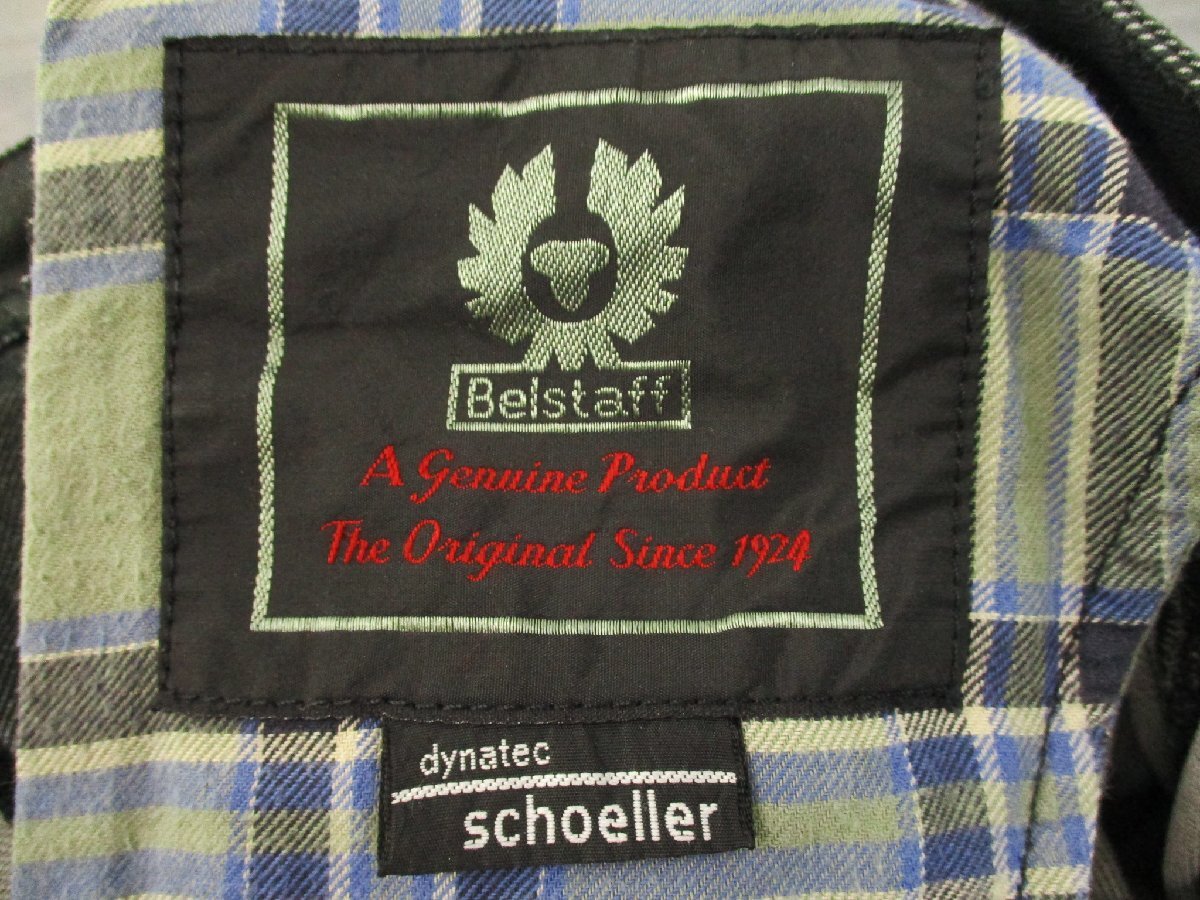 Belstaff
A Genuine Product
The Original Since 1924
dynatec
schoeller